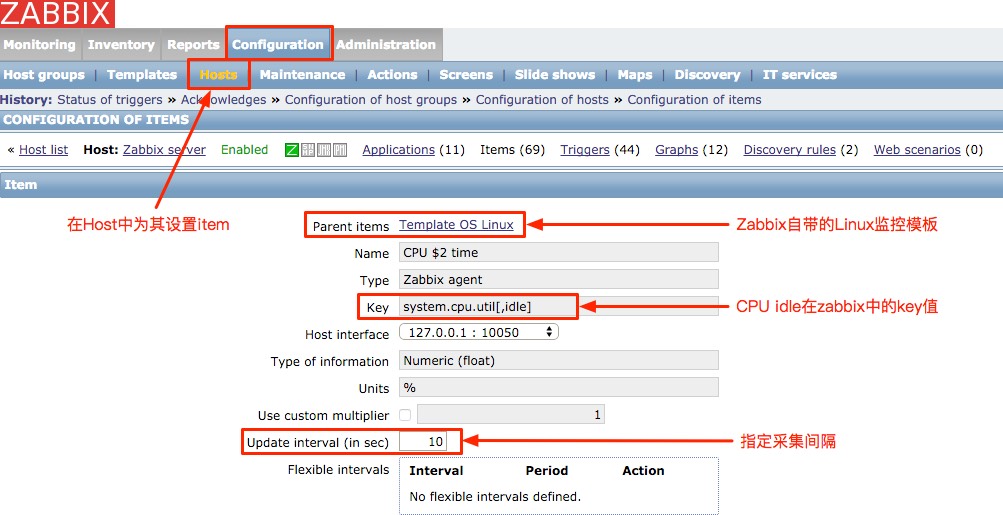 ZABBIX
Monitoring Inventory Reports Configuration Administration
Host groups | Templates | Hosts | Maintenance | Actions | Screens | Slide shows | Maps | Discovery | IT services
History: Status of triggers » Acknowledges » Configuration of host groups » Configuration of hosts » Configuration of items
CONFIGURATION OF ITEMS
« Host list Host: Zabbix server Enabled Z Applications (11) Items (69) Triggers (44) Graphs (12) Discovery rules (2) Web scenarios (0)
Item
在Host中为其设置item
Parent items Template OS Linux Zabbix自带的Linux监控模板
Name CPU $2 time
Type Zabbix agent
Key system.cpu.util[,idle] CPU idle在zabbix中的key值
Host interface 127.0.0.1 : 10050
Type of information Numeric (float)
Units %
Use custom multiplier 1
Update interval (in sec) 10 指定采集间隔
Flexible intervals Interval Period Action
No flexible intervals defined.